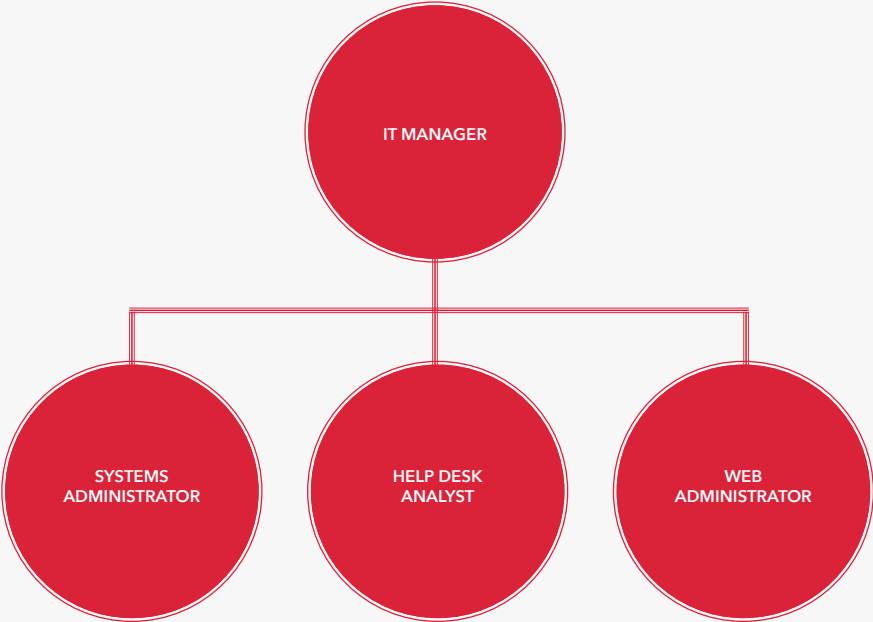 IT MANAGER
SYSTEMS
ADMINISTRATOR
HELP DESK
ANALYST
WEB
ADMINISTRATOR